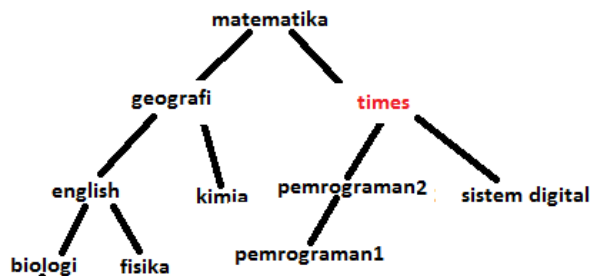 matematika
geografi
times
english
kimia
pemrograman2
sistem digital
biologi
fisika
pemrograman1